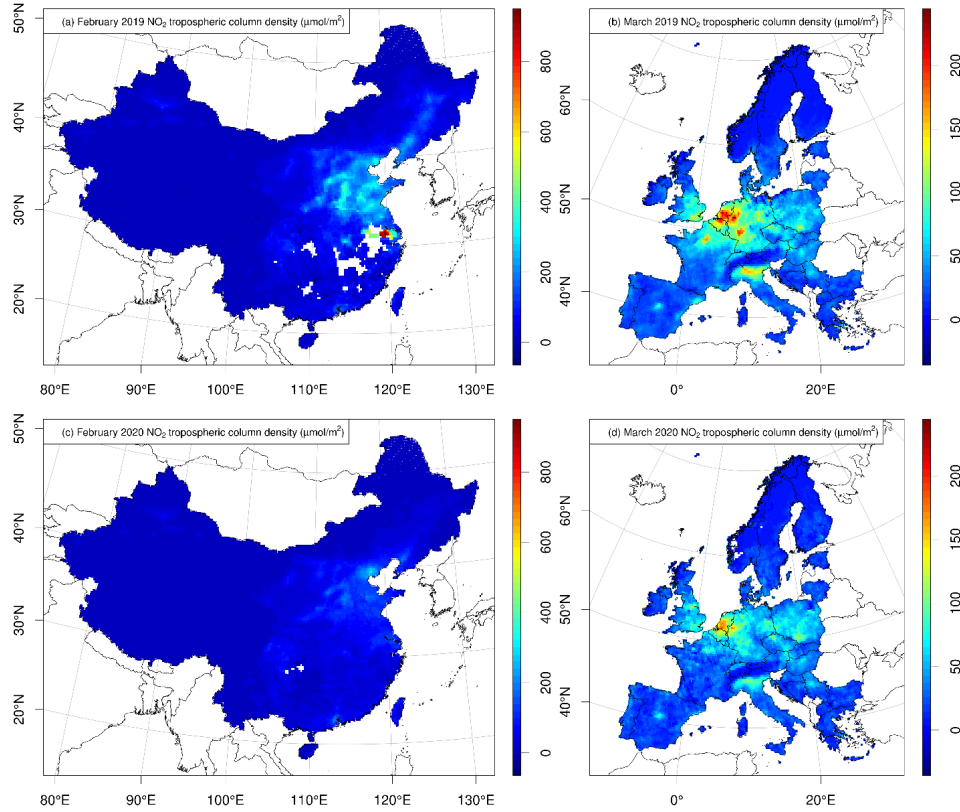 (a) February 2019 NO₂ tropospheric column density (μmol/m²)
50°N
40°N
30°N
20°N
80°E 90°E 100°E 110°E 120°E 130°E
800
600
400
200
0
(b) March 2019 NO₂ tropospheric column density (μmol/m²)
60°N
50°N
40°N
0° 20°E
200
150
100
50
0
(c) February 2020 NO₂ tropospheric column density (μmol/m²)
50°N
40°N
30°N
20°N
80°E 90°E 100°E 110°E 120°E 130°E
800
600
400
200
0
(d) March 2020 NO₂ tropospheric column density (μmol/m²)
60°N
50°N
40°N
0° 20°E
200
150
100
50
0